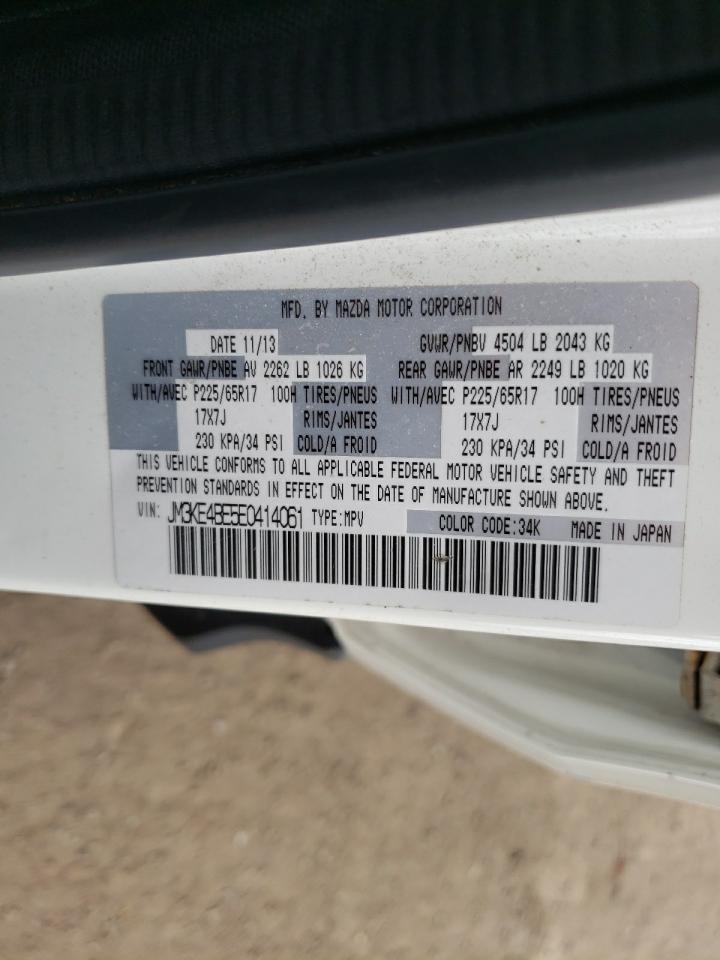 MFD. BY MAZDA MOTOR CORPORATION
DATE 11/13 GVWR/PNBV 4504 LB 2043 KG
FRONT GAWR/PNBE AV 2262 LB 1026 KG REAR GAWR/PNBE AR 2249 LB 1020 KG
WITH/AVEC P225/65R17 100H TIRES/PNEUS WITH/AVEC P225/65R17 100H TIRES/PNEUS
17X7J RIMS/JANTES 17X7J RIMS/JANTES
230 KPA/34 PSI COLD/A FROID 230 KPA/34 PSI COLD/A FROID
THIS VEHICLE CONFORMS TO ALL APPLICABLE FEDERAL MOTOR VEHICLE SAFETY AND THEFT
PREVENTION STANDARDS IN EFFECT ON THE DATE OF MANUFACTURE SHOWN ABOVE.
VIN: JM3KE4BE5E0414061 TYPE:MPV COLOR CODE:34K MADE IN JAPAN